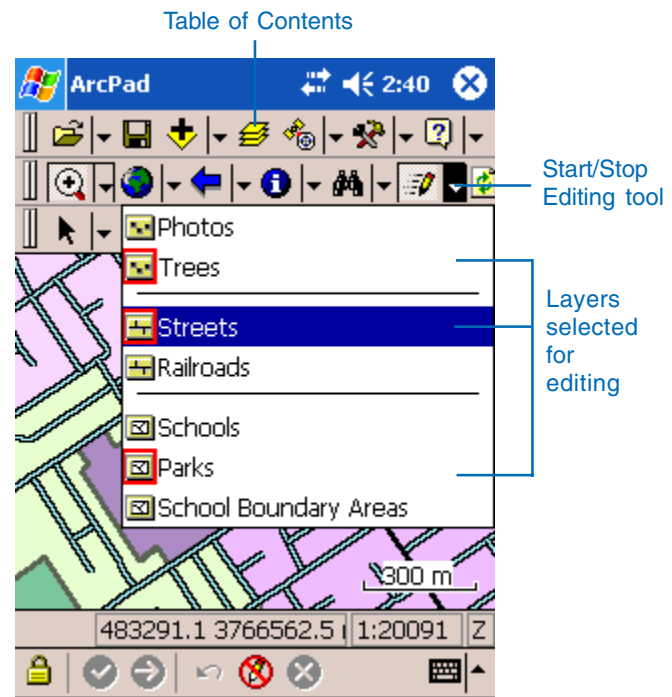 Table of Contents
ArcPad 2:40
Start/Stop
Editing tool
Photos
Trees
Streets
Railroads
Schools
Parks
School Boundary Areas
Layers
selected
for
editing
300 m
483291.1 3766562.5 1:20091 Z